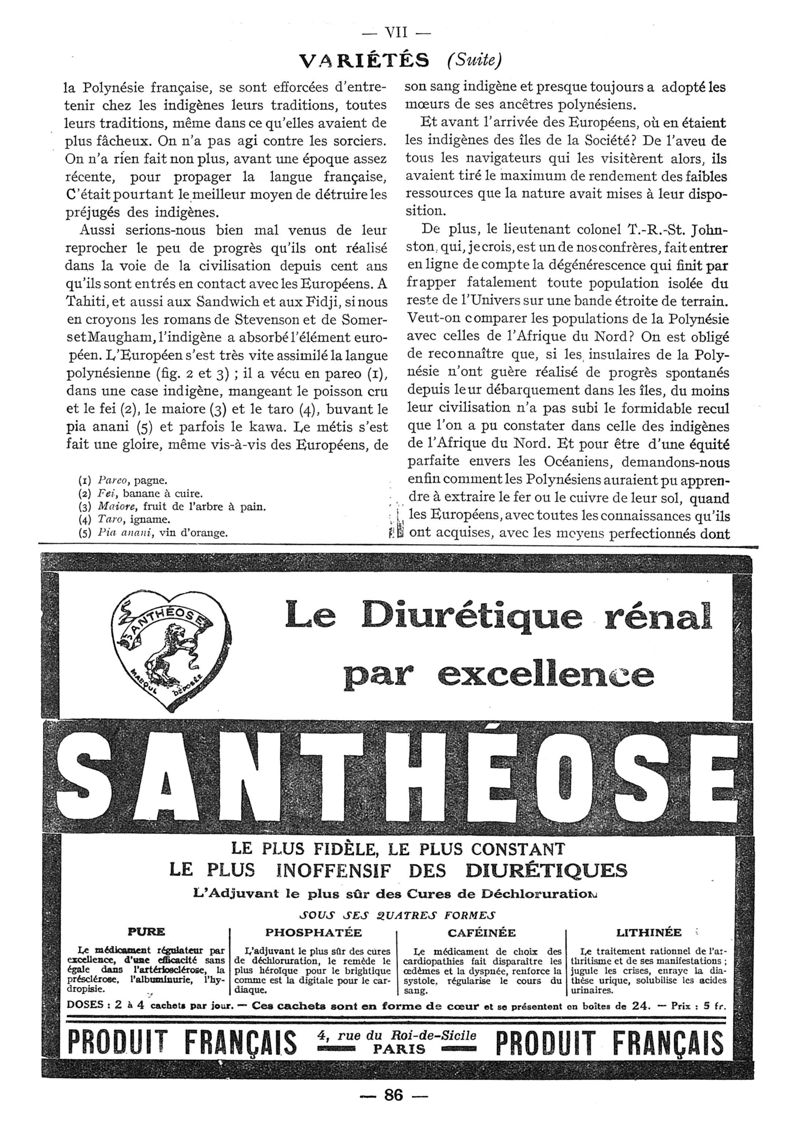 — VII —
VARIÉTÉS (Suite)
la Polynésie française, se sont efforcées d'entre-
tenir chez les indigènes leurs traditions, toutes
leurs traditions, même dans ce qu'elles avaient de
plus fâcheux. On n'a pas agi contre les sorciers.
On n'a rien fait non plus, avant une époque assez
récente, pour propager la langue française,
C'était pourtant le meilleur moyen de détruire les
préjugés des indigènes.
Aussi serions-nous bien mal venus de leur
reprocher le peu de progrès qu'ils ont réalisé
dans la voie de la civilisation depuis cent ans
qu'ils sont entrés en contact avec les Européens. A
Tahiti, et aussi aux Sandwich et aux Fidji, si nous
en croyons les romans de Stevenson et de Somer-
set Maugham, l'indigène a absorbé l'élément euro-
péen. L'Européen s'est très vite assimilé la langue
polynésienne (fig. 2 et 3) ; il a vécu en pareo (1),
dans une case indigène, mangeant le poisson cru
et le fei (2), le maiore (3) et le taro (4), buvant le
pia anani (5) et parfois le kawa. Le métis s'est
fait une gloire, même vis-à-vis des Européens, de
(1) Pareo, pagne.
(2) Fei, banane à cuire.
(3) Maiore, fruit de l'arbre à pain.
(4) Taro, igname.
(5) Pia anani, vin d'orange.
son sang indigène et presque toujours a adopté les
mœurs de ses ancêtres polynésiens.
Et avant l'arrivée des Européens, où en étaient
les indigènes des îles de la Société? De l'aveu de
tous les navigateurs qui les visitèrent alors, ils
avaient tiré le maximum de rendement des faibles
ressources que la nature avait mises à leur dispo-
sition.
De plus, le lieutenant colonel T.-R.-St. John-
ston, qui, je crois, est un de nos confrères, fait entrer
en ligne de compte la dégénérescence qui finit par
frapper fatalement toute population isolée du
reste de l'Univers sur une bande étroite de terrain.
Veut-on comparer les populations de la Polynésie
avec celles de l'Afrique du Nord? On est obligé
de reconnaître que, si les insulaires de la Poly-
nésie n'ont guère réalisé de progrès spontanés
depuis leur débarquement dans les îles, du moins
leur civilisation n'a pas subi le formidable recul
que l'on a pu constater dans celle des indigènes
de l'Afrique du Nord. Et pour être d'une équité
parfaite envers les Océaniens, demandons-nous
enfin comment les Polynésiens auraient pu appren-
dre à extraire le fer ou le cuivre de leur sol, quand
les Européens, avec toutes les connaissances qu'ils
ont acquises, avec les moyens perfectionnés dont
SANTHÉOSE
MARQUE DÉPOSÉE
Le Diurétique rénal
par excellence
SANTHÉOSE
LE PLUS FIDÈLE, LE PLUS CONSTANT
LE PLUS INOFFENSIF DES DIURÉTIQUES
L'Adjuvant le plus sûr des Cures de Déchloruration
SOUS SES QUATRES FORMES
PURE
Le médicament régulateur par
excellence, d'une efficacité sans
égale dans l'artériosclérose, la
présclérose, l'albuminurie, l'hy-
dropisie.
PHOSPHATÉE
L'adjuvant le plus sûr des cures
de déchloruration, le remède le
plus héroïque pour le brightique
comme est la digitale pour le car-
diaque.
CAFÉINÉE
Le médicament de choix des
cardiopathies fait disparaître les
œdèmes et la dyspnée, renforce la
systole, régularise le cours du
sang.
LITHINÉE
Le traitement rationnel de l'ar-
thritisme et de ses manifestations ;
jugule les crises, enraye la dia-
thèse urique, solubilise les acides
urinaires.
DOSES : 2 à 4 cachets par jour. — Ces cachets sont en forme de cœur et se présentent en boîtes de 24. — Prix : 5 fr.
PRODUIT FRANÇAIS
4, rue du Roi-de-Sicile
PARIS
PRODUIT FRANÇAIS
— 86 —